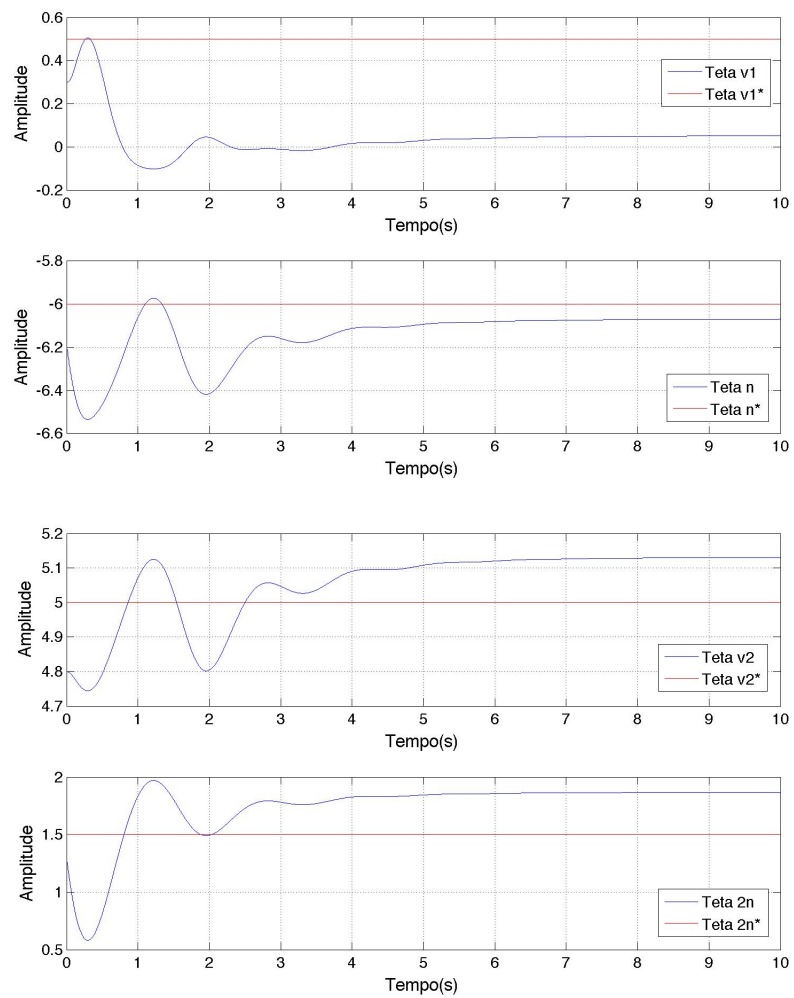 0.6
0.4
0.2
0
-0.2
Amplitude
0 1 2 3 4 5 6 7 8 9 10
Tempo(s)
Teta v1
Teta v1*
-5.8
-6
-6.2
-6.4
-6.6
Amplitude
0 1 2 3 4 5 6 7 8 9 10
Tempo(s)
Teta n
Teta n*
5.2
5.1
5
4.9
4.8
4.7
Amplitude
0 1 2 3 4 5 6 7 8 9 10
Tempo(s)
Teta v2
Teta v2*
2
1.5
1
0.5
Amplitude
0 1 2 3 4 5 6 7 8 9 10
Tempo(s)
Teta 2n
Teta 2n*